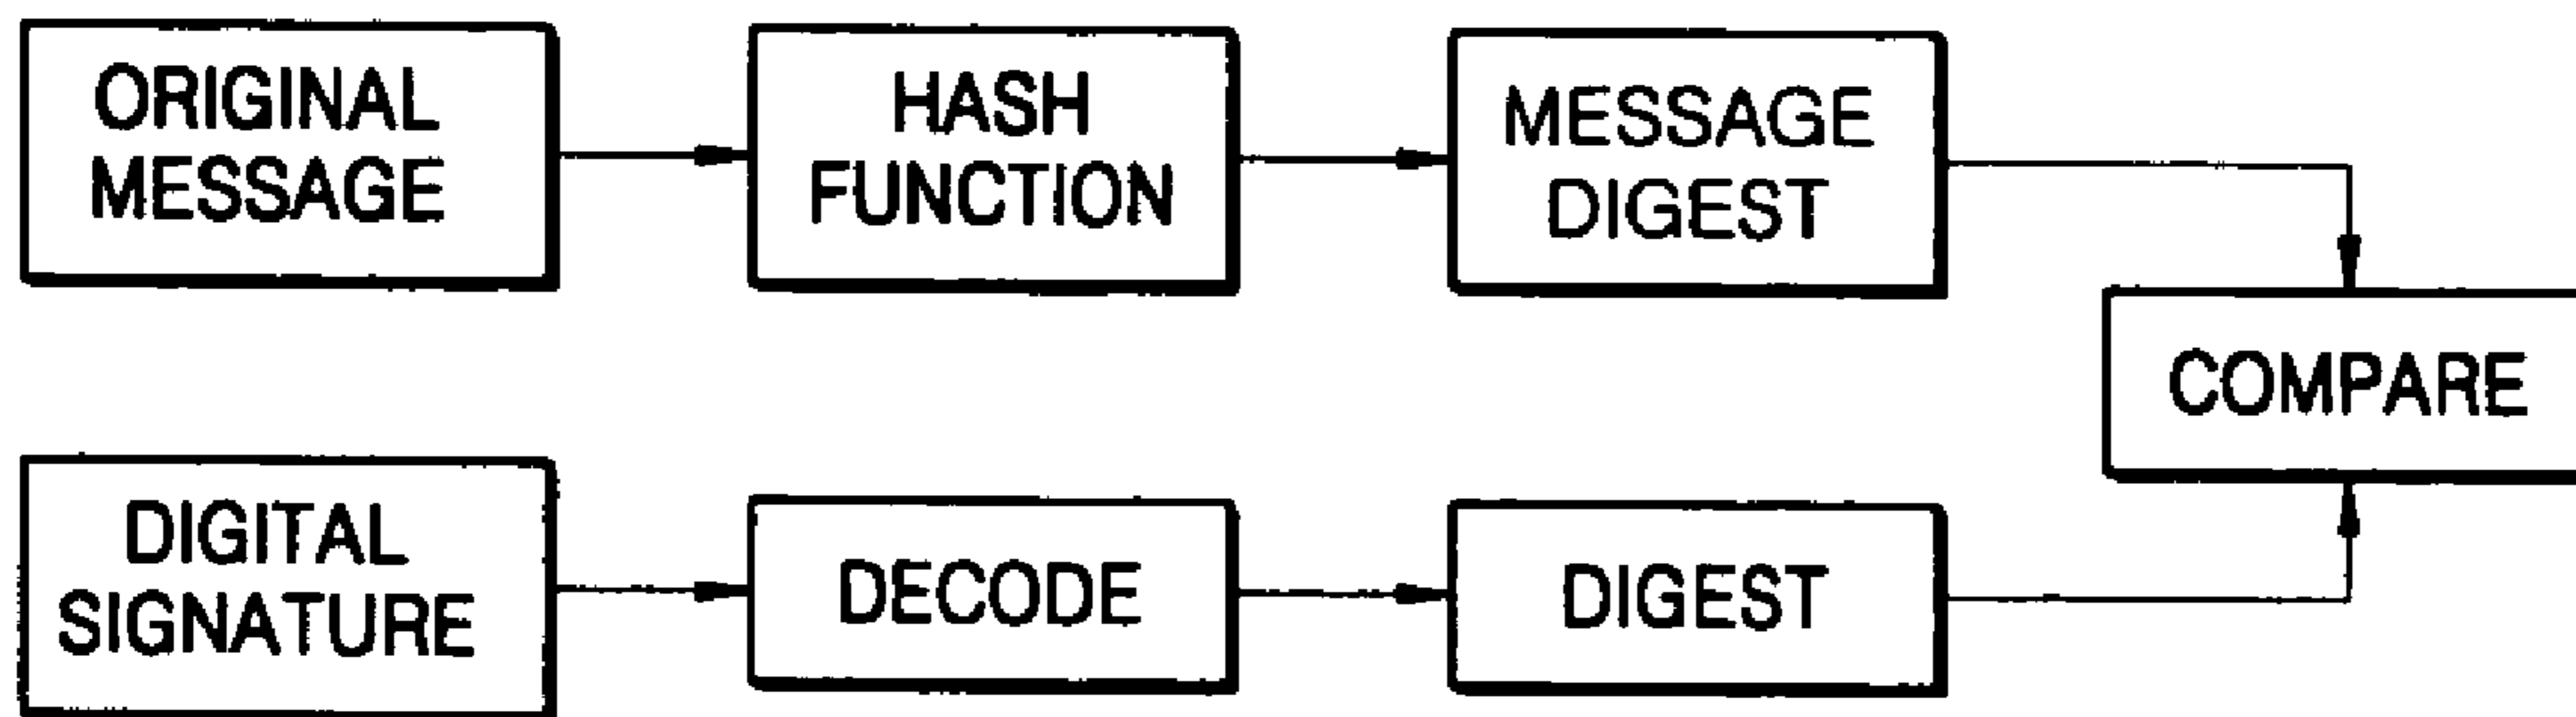 ORIGINAL
MESSAGE
HASH
FUNCTION
MESSAGE
DIGEST
COMPARE
DIGITAL
SIGNATURE
DECODE
DIGEST